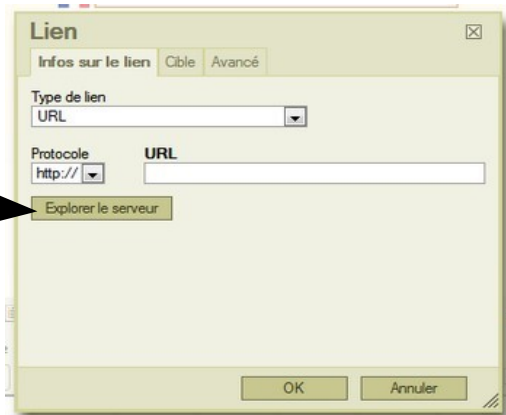 Lien
Infos sur le lien Cible Avancé
Type de lien
URL
Protocole URL
http://
Explorer le serveur
OK Annuler